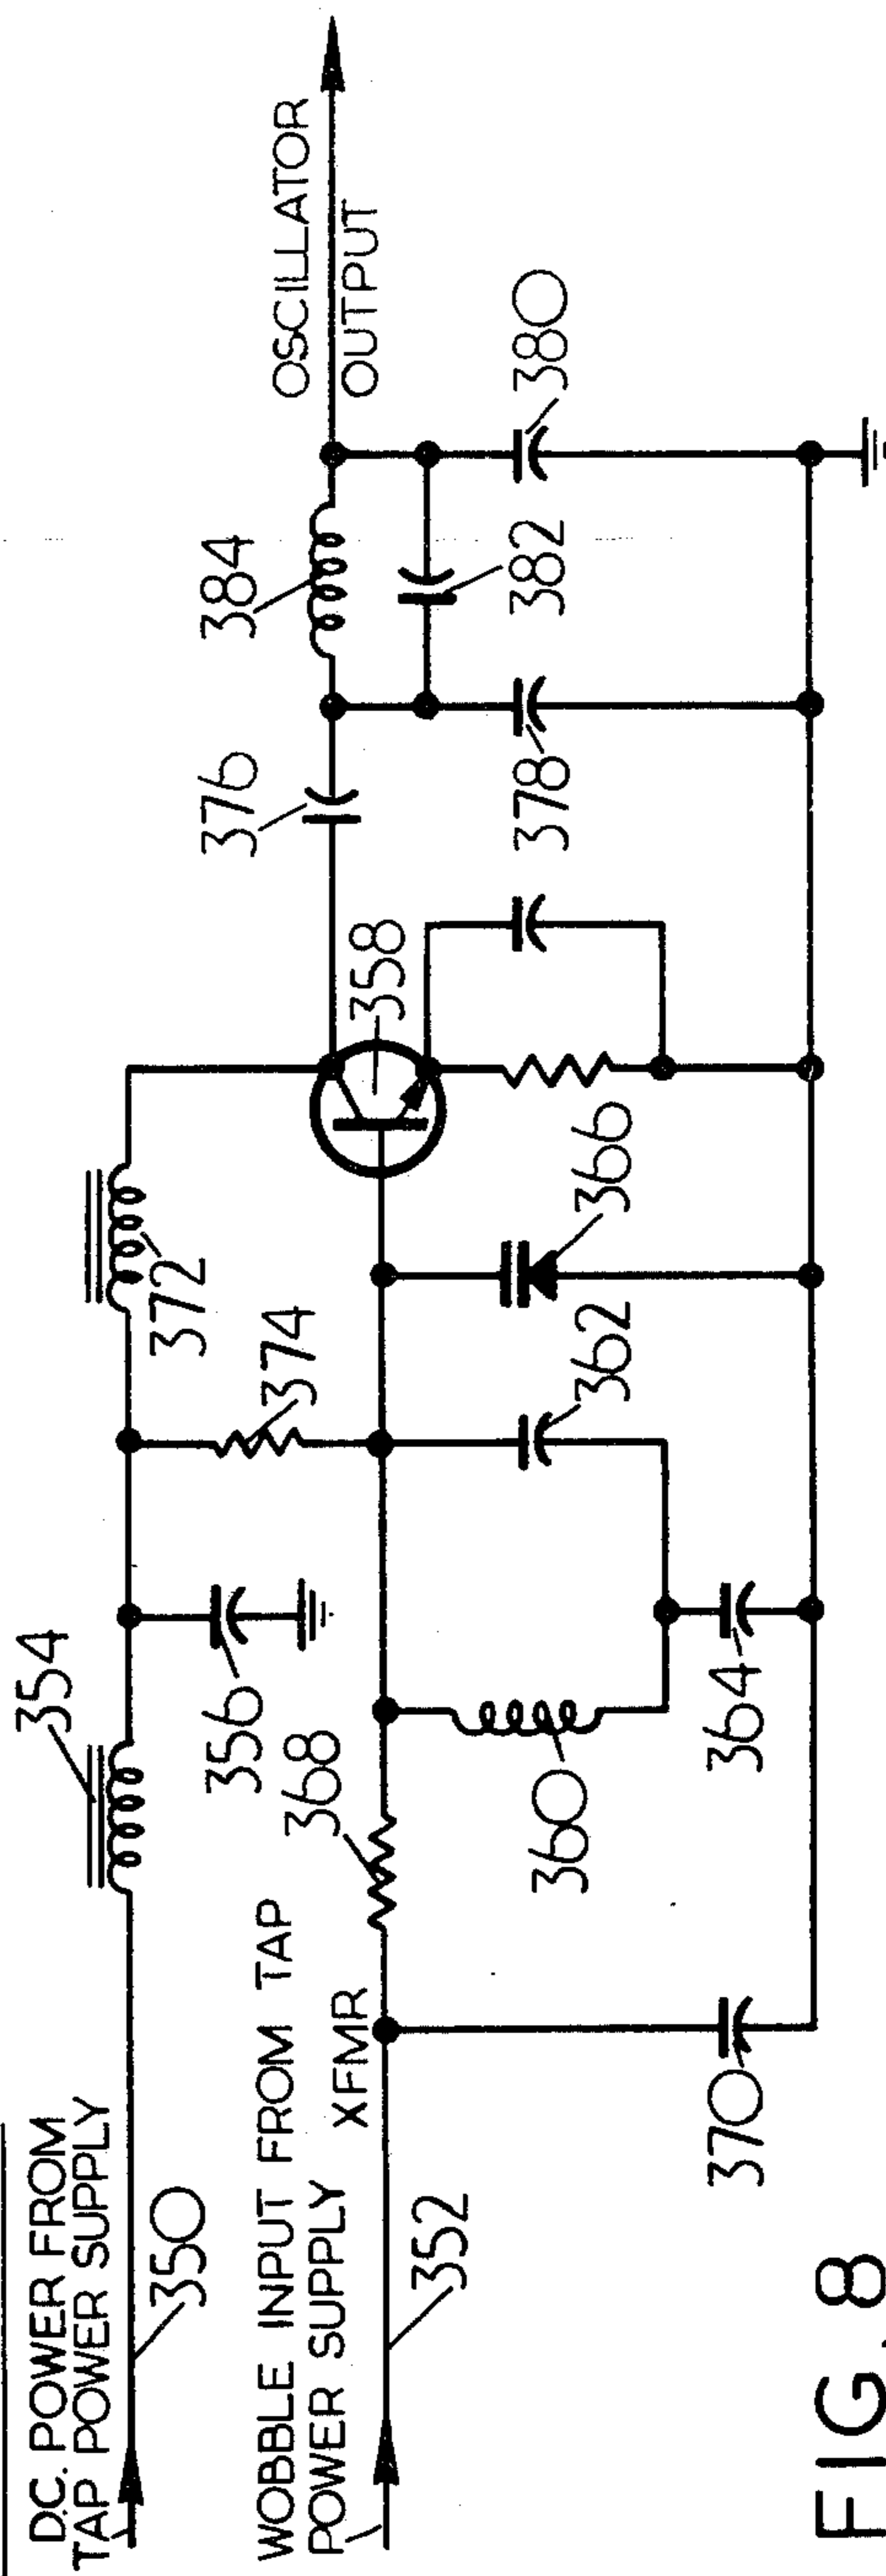 D.C. POWER FROM
TAP POWER SUPPLY
350
354
356
372
374
WOBBLE INPUT FROM TAP
POWER SUPPLY XFMR
352
368
358
376
384
OSCILLATOR
OUTPUT
360
362
366
378
382
380
370
364
FIG. 8